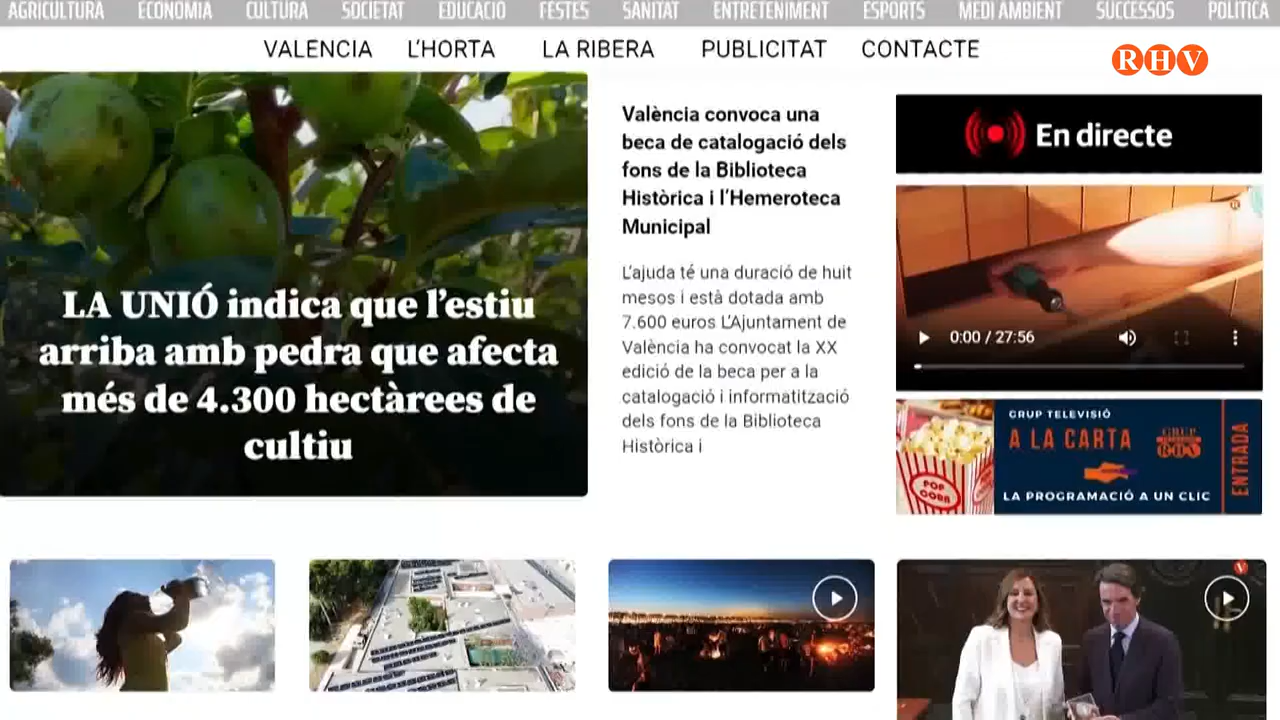 AGRICULTURA ECONOMIA CULTURA SOCIETAT EDUCACIÓ FESTES SANITAT ENTRETENIMENT ESPORTS MEDI AMBIENT SUCCESSOS POLÍTICA
VALENCIA L'HORTA LA RIBERA PUBLICITAT CONTACTE
RHV
LA UNIÓ indica que l'estiu
arriba amb pedra que afecta
més de 4.300 hectàrees de
cultiu
València convoca una
beca de catalogació dels
fons de la Biblioteca
Històrica i l'Hemeroteca
Municipal
L'ajuda té una duració de huit
mesos i està dotada amb
7.600 euros L'Ajuntament de
València ha convocat la XX
edició de la beca per a la
catalogació i informatització
dels fons de la Biblioteca
Històrica i
En directe
0:00 / 27:56
GRUP TELEVISIÓ
A LA CARTA
GRUP
RHV
LA PROGRAMACIÓ A UN CLIC
ENTRADA
POP
CORN